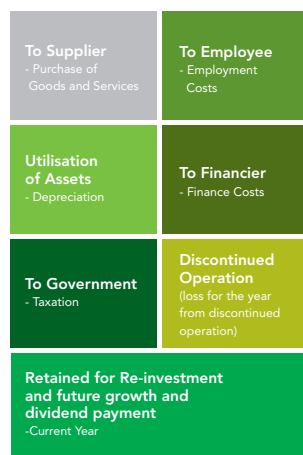 To Supplier
- Purchase of
Goods and Services
To Employee
- Employment
Costs
Utilisation
of Assets
- Depreciation
To Financier
- Finance Costs
To Government
- Taxation
Discontinued
Operation
(loss for the year
from discontinued
operation)
Retained for Re-investment
and future growth and
dividend payment
-Current Year